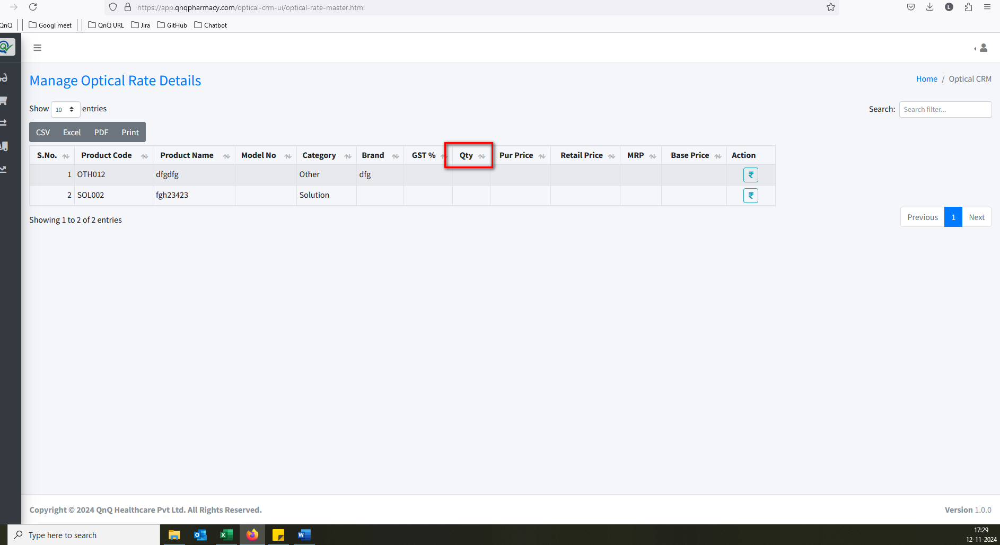 https://app.qnqpharmacy.com/optical-crm-ui/optical-rate-master.html
L
QnQ Googl meet QnQ URL Jira GitHub Chatbot
Manage Optical Rate Details
Home / Optical CRM
Show 10 entries
Search: Search filter...
CSV Excel PDF Print
S.No. Product Code Product Name Model No Category Brand GST % Qty Pur Price Retail Price MRP Base Price Action
1 OTH012 dfgdfg Other dfg ₹
2 SOL002 fgh23423 Solution ₹
Showing 1 to 2 of 2 entries
Previous 1 Next
Copyright © 2024 QnQ Healthcare Pvt Ltd. All Rights Reserved.
Version 1.0.0
Type here to search
17:29
12-11-2024